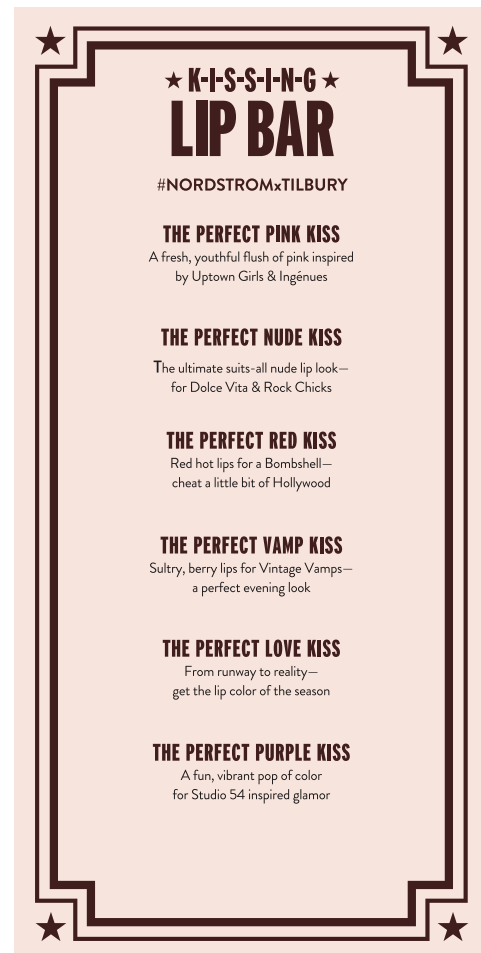 ★ K-I-S-S-I-N-G ★
LIP BAR
#NORDSTROMxTILBURY
THE PERFECT PINK KISS
A fresh, youthful flush of pink inspired
by Uptown Girls & Ingénues
THE PERFECT NUDE KISS
The ultimate suits-all nude lip look—
for Dolce Vita & Rock Chicks
THE PERFECT RED KISS
Red hot lips for a Bombshell—
cheat a little bit of Hollywood
THE PERFECT VAMP KISS
Sultry, berry lips for Vintage Vamps—
a perfect evening look
THE PERFECT LOVE KISS
From runway to reality—
get the lip color of the season
THE PERFECT PURPLE KISS
A fun, vibrant pop of color
for Studio 54 inspired glamor